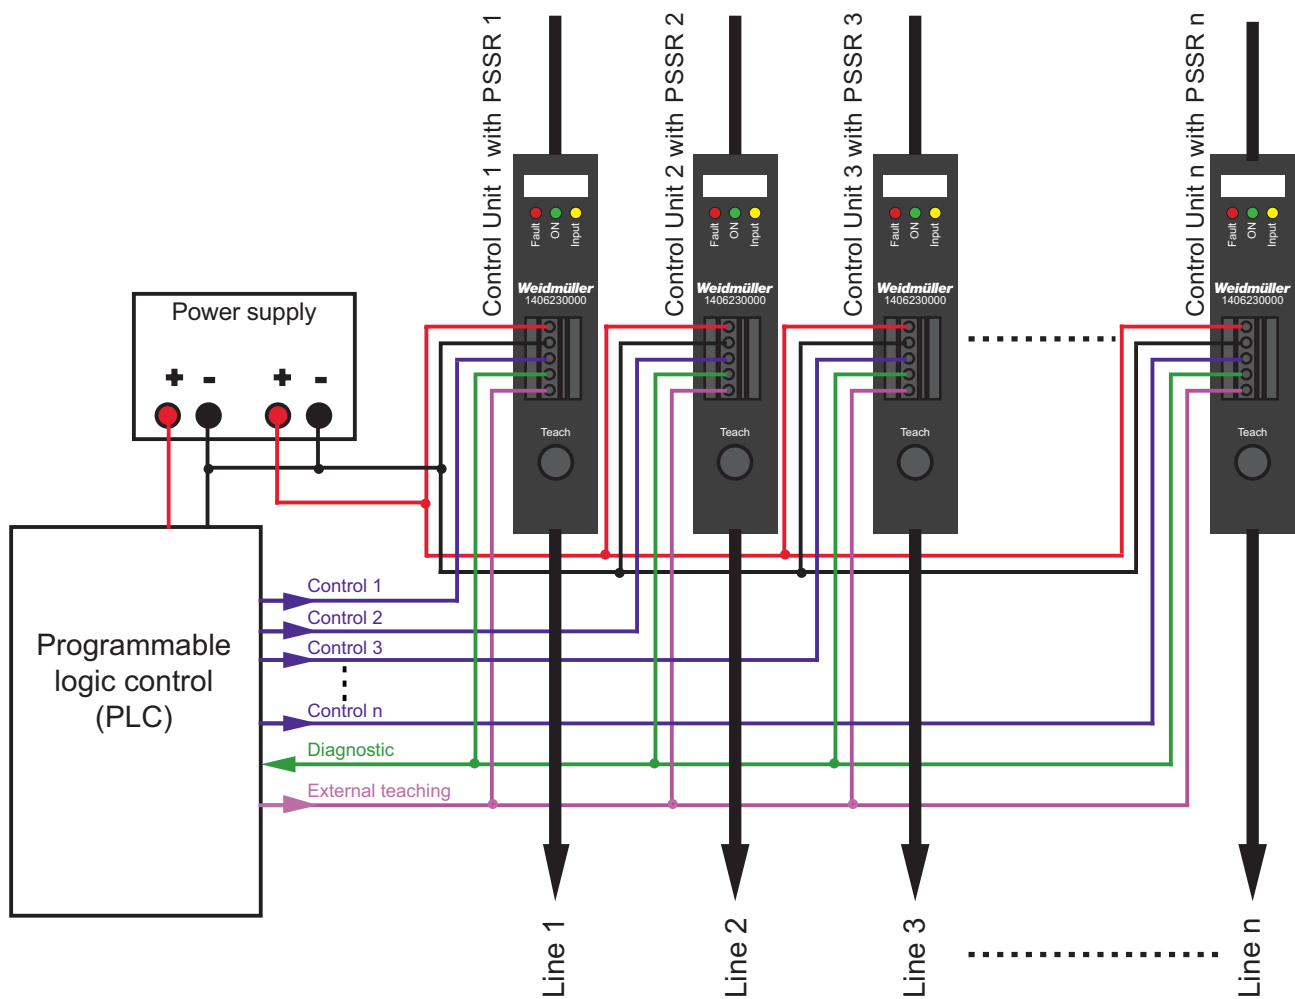 Control Unit 1 with PSSR 1
Control Unit 2 with PSSR 2
Control Unit 3 with PSSR 3
Control Unit n with PSSR n
Fault
ON
Input
Fault
ON
Input
Fault
ON
Input
Fault
ON
Input
Weidmüller
1406230000
Weidmüller
1406230000
Weidmüller
1406230000
Weidmüller
1406230000
Power supply
+ - + -
Teach
Teach
Teach
Teach
Programmable
logic control
(PLC)
Control 1
Control 2
Control 3
Control n
Diagnostic
External teaching
Line 1
Line 2
Line 3
Line n